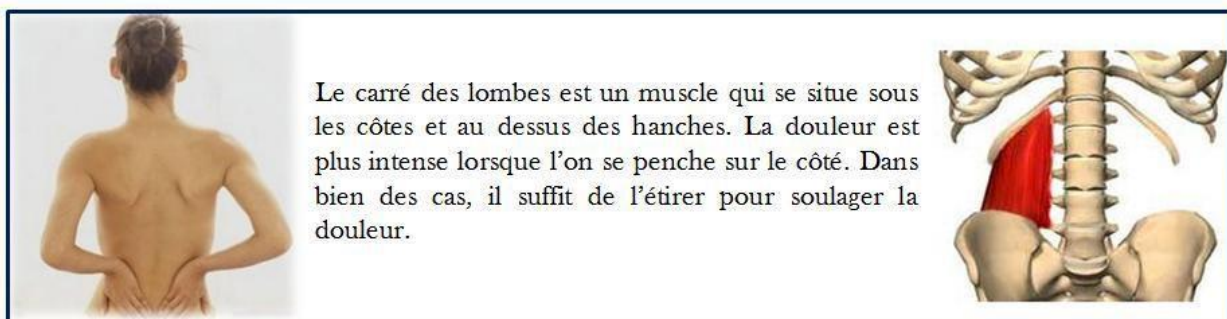 Le carré des lombes est un muscle qui se situe sous
les côtes et au dessus des hanches. La douleur est
plus intense lorsque l’on se penche sur le côté. Dans
bien des cas, il suffit de l’étirer pour soulager la
douleur.